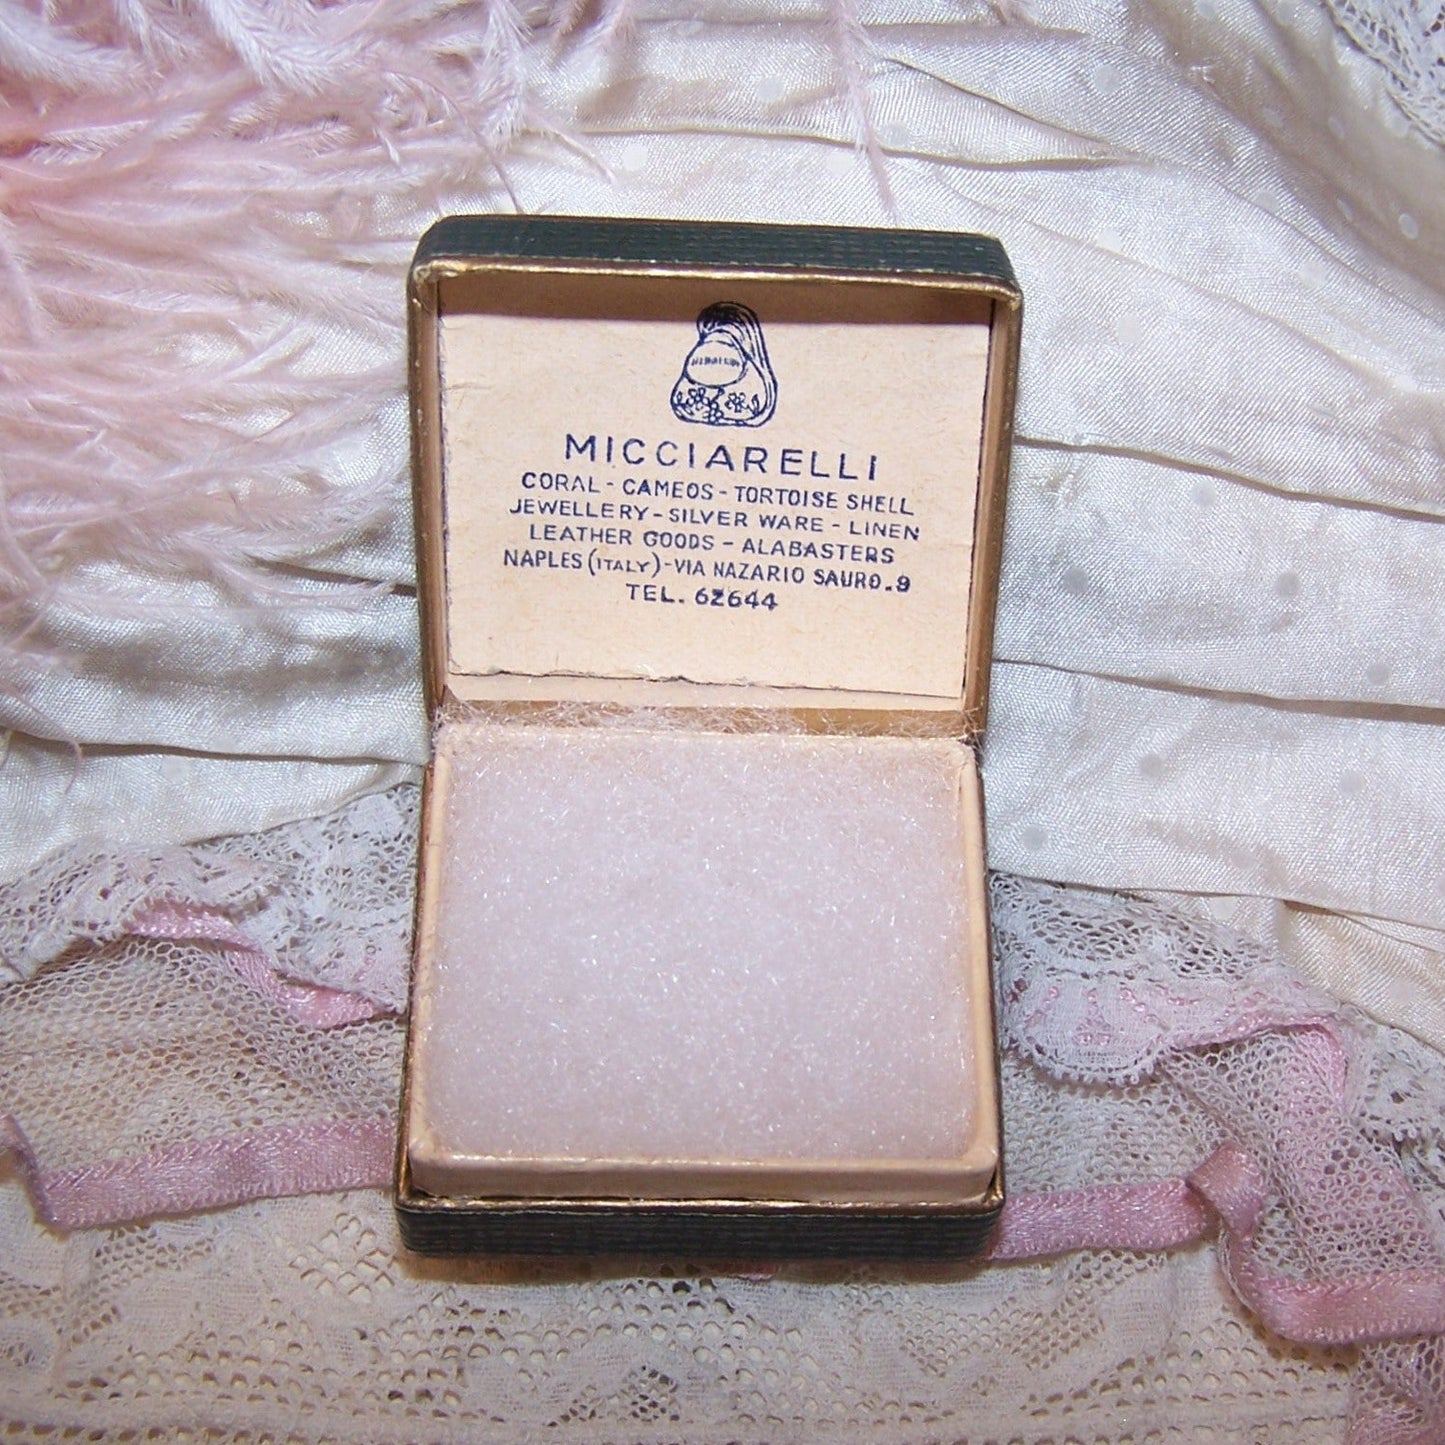 MICCIARELLI
CORAL - CAMEOS - TORTOISE SHELL
JEWELLERY - SILVER WARE - LINEN
LEATHER GOODS - ALABASTERS
NAPLES (ITALY) - VIA NAZARIO SAURO. 9
TEL. 62644